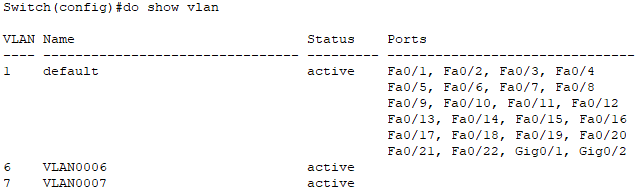 Switch(config)#do show vlan
VLAN Name                             Status    Ports
---- -------------------------------- --------- -------------------------------
1    default                          active    Fa0/1, Fa0/2, Fa0/3, Fa0/4
                                                Fa0/5, Fa0/6, Fa0/7, Fa0/8
                                                Fa0/9, Fa0/10, Fa0/11, Fa0/12
                                                Fa0/13, Fa0/14, Fa0/15, Fa0/16
                                                Fa0/17, Fa0/18, Fa0/19, Fa0/20
                                                Fa0/21, Fa0/22, Gig0/1, Gig0/2
6    VLAN0006                         active
7    VLAN0007                         active